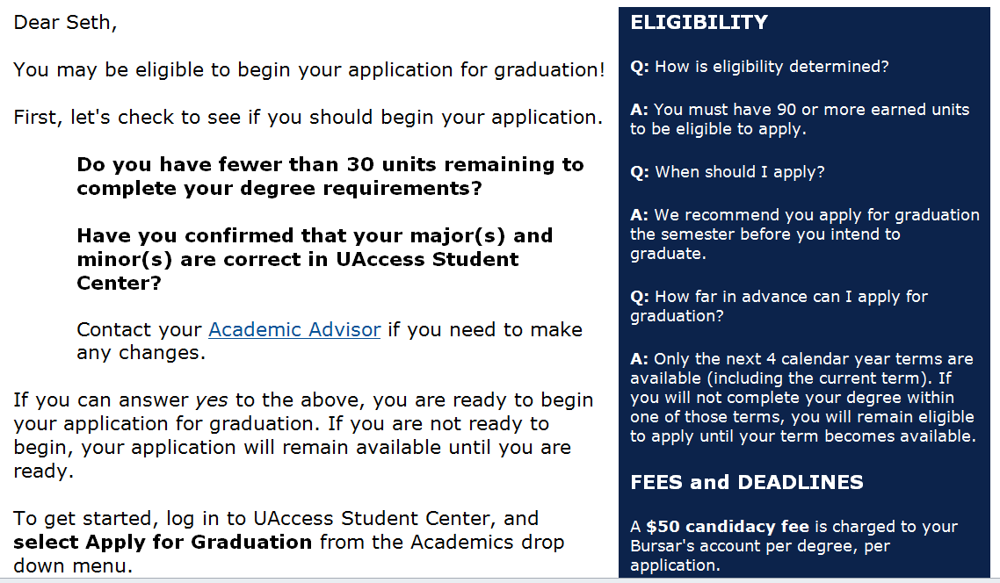 Dear Seth,
You may be eligible to begin your application for graduation!
First, let's check to see if you should begin your application.
Do you have fewer than 30 units remaining to
complete your degree requirements?
Have you confirmed that your major(s) and
minor(s) are correct in UAccess Student
Center?
Contact your Academic Advisor if you need to make
any changes.
If you can answer yes to the above, you are ready to begin
your application for graduation. If you are not ready to
begin, your application will remain available until you are
ready.
To get started, log in to UAccess Student Center, and
select Apply for Graduation from the Academics drop
down menu.
ELIGIBILITY
Q: How is eligibility determined?
A: You must have 90 or more earned units
to be eligible to apply.
Q: When should I apply?
A: We recommend you apply for graduation
the semester before you intend to
graduate.
Q: How far in advance can I apply for
graduation?
A: Only the next 4 calendar year terms are
available (including the current term). If
you will not complete your degree within
one of those terms, you will remain eligible
to apply until your term becomes available.
FEES and DEADLINES
A $50 candidacy fee is charged to your
Bursar's account per degree, per
application.